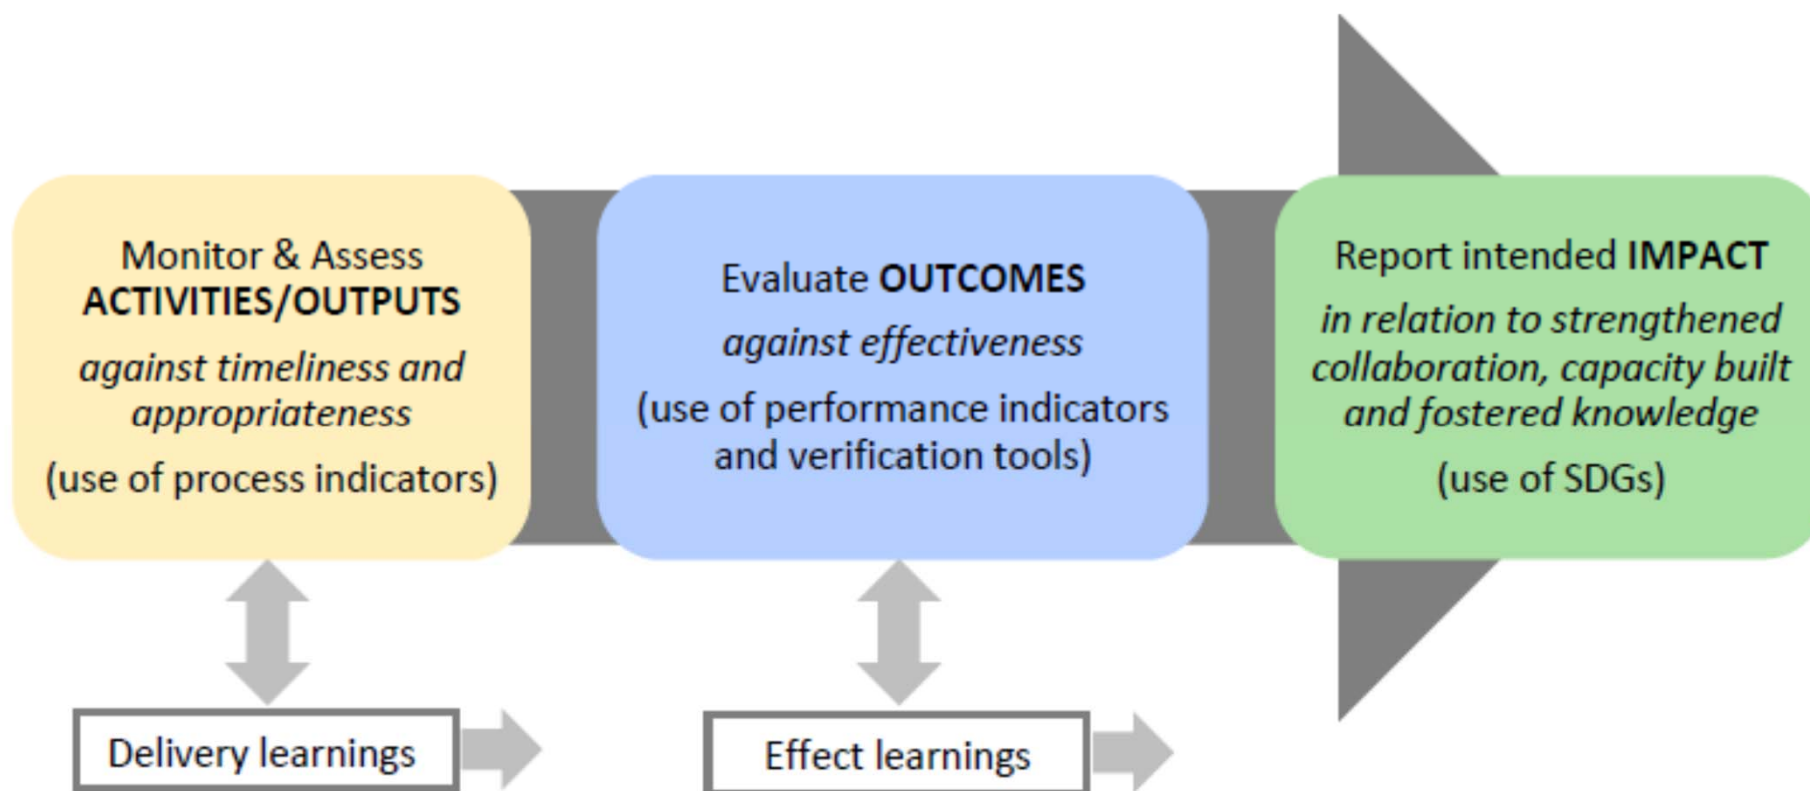 Monitor & Assess
ACTIVITIES/OUTPUTS
against timeliness and
appropriateness
(use of process indicators)
Evaluate OUTCOMES
against effectiveness
(use of performance indicators
and verification tools)
Report intended IMPACT
in relation to strengthened
collaboration, capacity built
and fostered knowledge
(use of SDGs)
Delivery learnings
Effect learnings